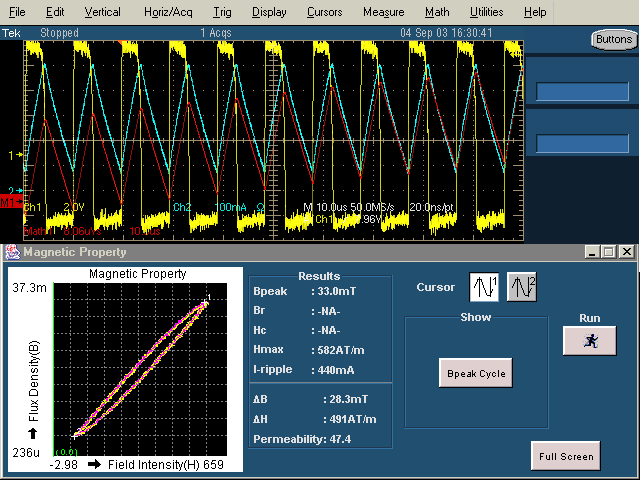 File Edit Vertical Horiz/Acq Trig Display Cursors Measure Math Utilities Help
Tek Stopped 1 Acqs 04 Sep 03 16:30:41
Buttons
1
2
M1
Ch1 2.0V Ch2 100mA Ω M 10.0us 50.0MS/s 20.0ns/pt
Math1 10.0us
Magnetic Property
Magnetic Property
37.3m
Flux Density(B)
236u
(0,0)
1
2
-2.98 Field Intensity(H) 659
Results
Bpeak : 33.0mT
Br : -NA-
Hc : -NA-
Hmax : 582AT/m
I-ripple : 440mA
ΔB : 28.3mT
ΔH : 491AT/m
Permeability: 47.4
Cursor 1 2
Show
Bpeak Cycle
Run
Full Screen